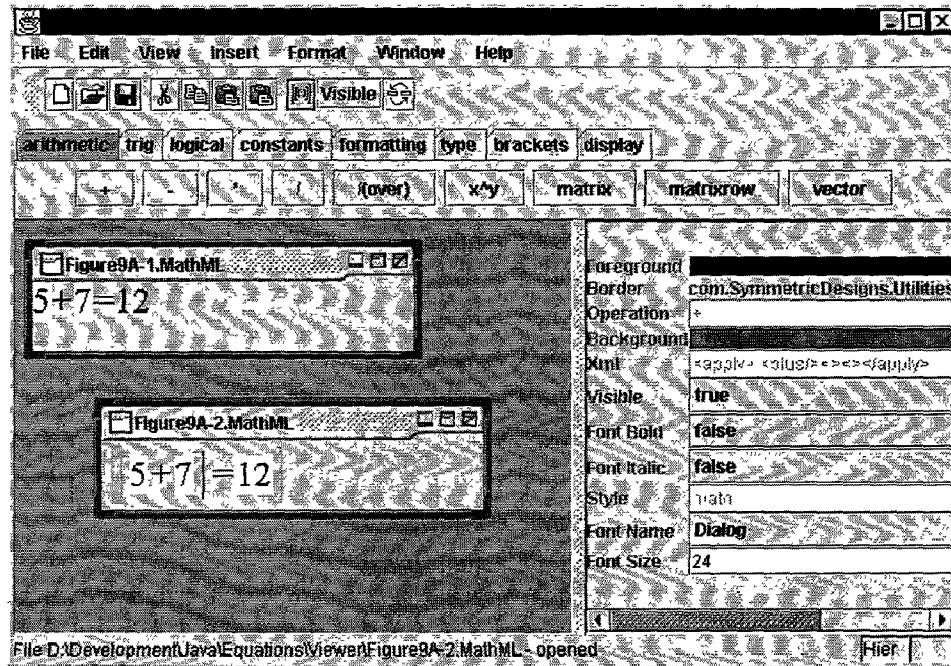 File Edit View Insert Format Window Help
Visible
arithmetic trig logical constants formatting type brackets display
+ - * / /(over) x^y matrix matrixrow vector
Figure9A-1.MathML
5+7=12
Figure9A-2.MathML
5+7=12
Foreground
Border com.SymmetricDesigns.Utilities
Operation +
Background
Xml
Visible true
Font Bold false
Font Italic false
Style math
Font Name Dialog
Font Size 24
File D:\Development\Java\Equations\Viewer\Figure9A-2.MathML - opened Hier